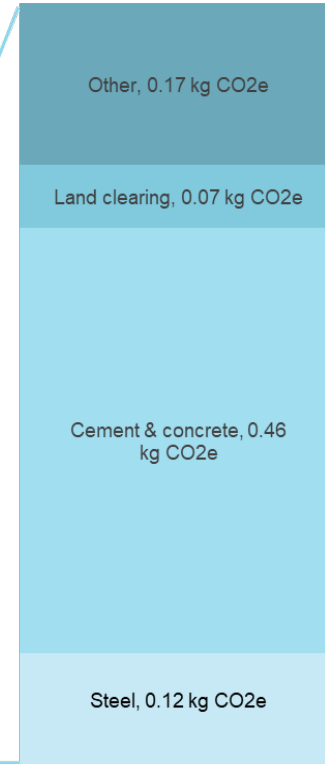 Other, 0.17 kg CO2e
Land clearing, 0.07 kg CO2e
Cement & concrete, 0.46
kg CO2e
Steel, 0.12 kg CO2e